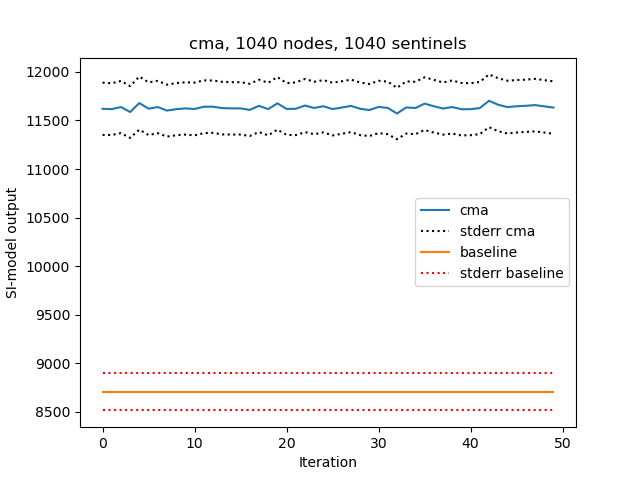 cma, 1040 nodes, 1040 sentinels
12000
11500
11000
10500
10000
9500
9000
8500
SI-model output
cma
stderr cma
baseline
stderr baseline
0 10 20 30 40 50
Iteration